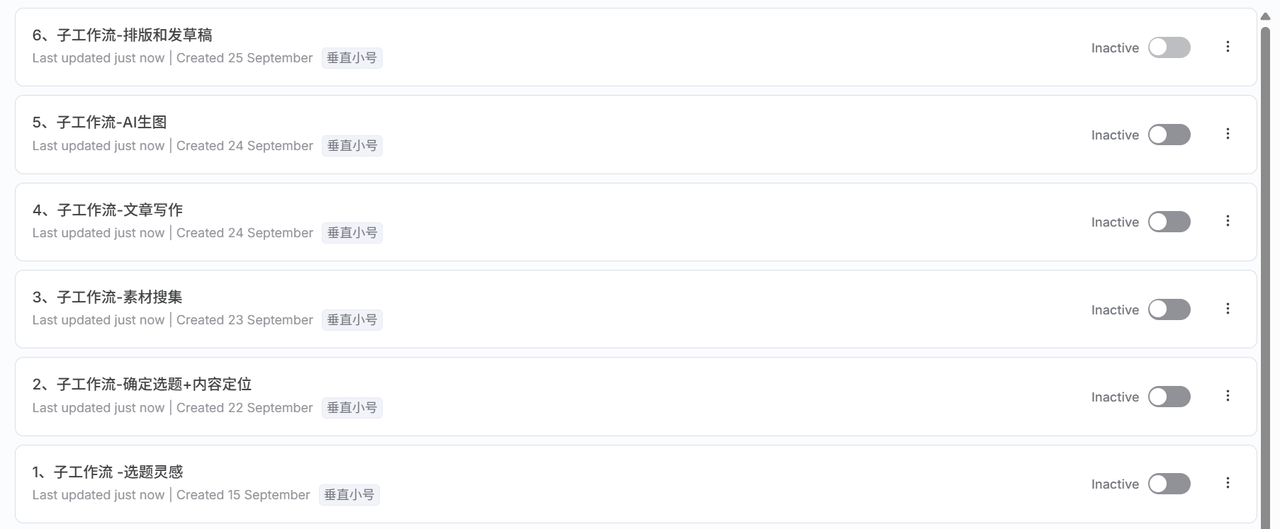 6、子工作流-排版和发草稿
Last updated just now | Created 25 September 垂直小号
Inactive
5、子工作流-AI生图
Last updated just now | Created 24 September 垂直小号
Inactive
4、子工作流-文章写作
Last updated just now | Created 24 September 垂直小号
Inactive
3、子工作流-素材搜集
Last updated just now | Created 23 September 垂直小号
Inactive
2、子工作流-确定选题+内容定位
Last updated just now | Created 22 September 垂直小号
Inactive
1、子工作流 -选题灵感
Last updated just now | Created 15 September 垂直小号
Inactive